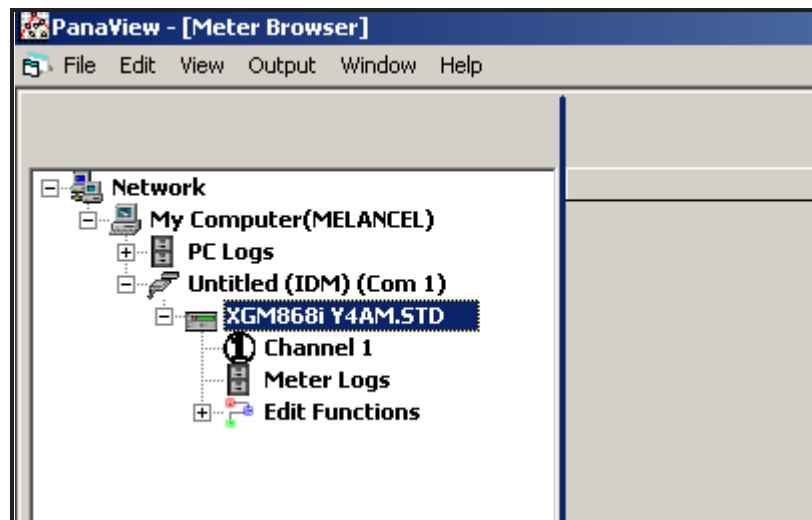 PanaView - [Meter Browser]
File Edit View Output Window Help
Network
My Computer(MELANCEL)
PC Logs
Untitled (IDM) (Com 1)
XGM868i Y4AM.STD
1 Channel 1
Meter Logs
Edit Functions